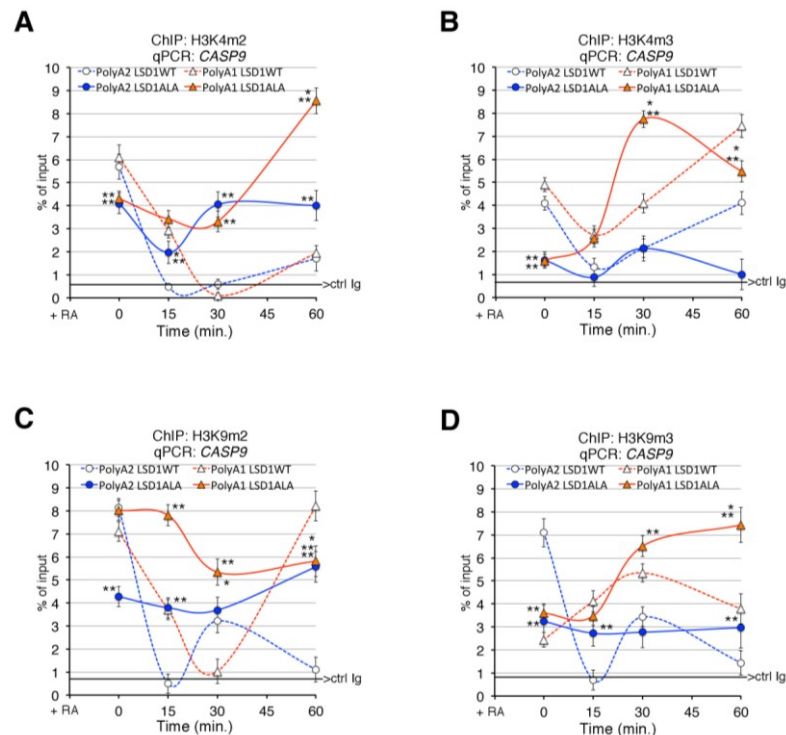 A
ChIP: H3K4m2
qPCR: CASP9
PolyA2 LSD1WT PolyA1 LSD1WT
PolyA2 LSD1ALA PolyA1 LSD1ALA
% of input
10
9
8
7
6
5
4
3
2
1
0
* ** ** ** ** ** ** * **
>ctrl Ig
+ RA 0 15 30 45 60
Time (min.)
B
ChIP: H3K4m3
qPCR: CASP9
PolyA2 LSD1WT PolyA1 LSD1WT
PolyA2 LSD1ALA PolyA1 LSD1ALA
% of input
10
9
8
7
6
5
4
3
2
1
0
* ** * ** ** **
>ctrl Ig
+ RA 0 15 30 45 60
Time (min.)
C
ChIP: H3K9m2
qPCR: CASP9
PolyA2 LSD1WT PolyA1 LSD1WT
PolyA2 LSD1ALA PolyA1 LSD1ALA
% of input
10
9
8
7
6
5
4
3
2
1
0
** ** * * ** ** ** **
>ctrl Ig
+ RA 0 15 30 45 60
Time (min.)
D
ChIP: H3K9m3
qPCR: CASP9
PolyA2 LSD1WT PolyA1 LSD1WT
PolyA2 LSD1ALA PolyA1 LSD1ALA
% of input
10
9
8
7
6
5
4
3
2
1
0
* ** ** ** ** ** **
>ctrl Ig
+ RA 0 15 30 45 60
Time (min.)